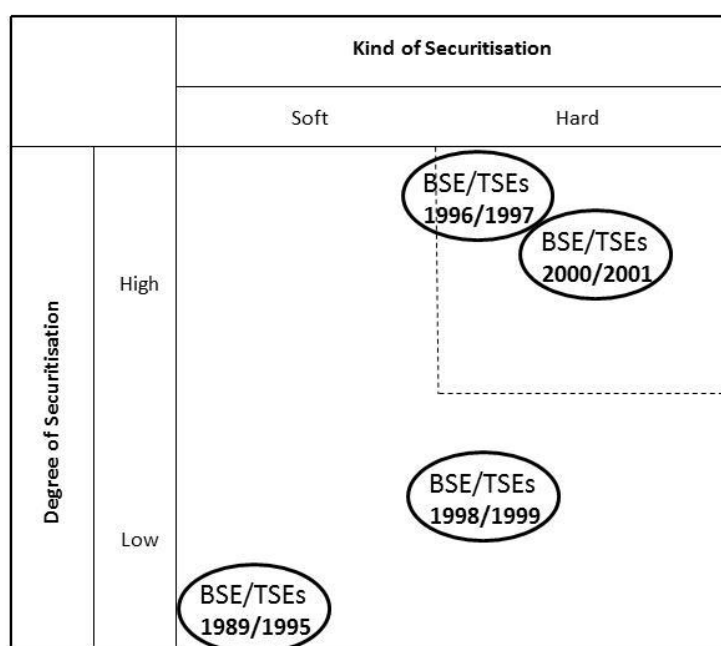 Kind of Securitisation
Soft
Hard
Degree of Securitisation
High
Low
BSE/TSEs
1996/1997
BSE/TSEs
2000/2001
BSE/TSEs
1998/1999
BSE/TSEs
1989/1995